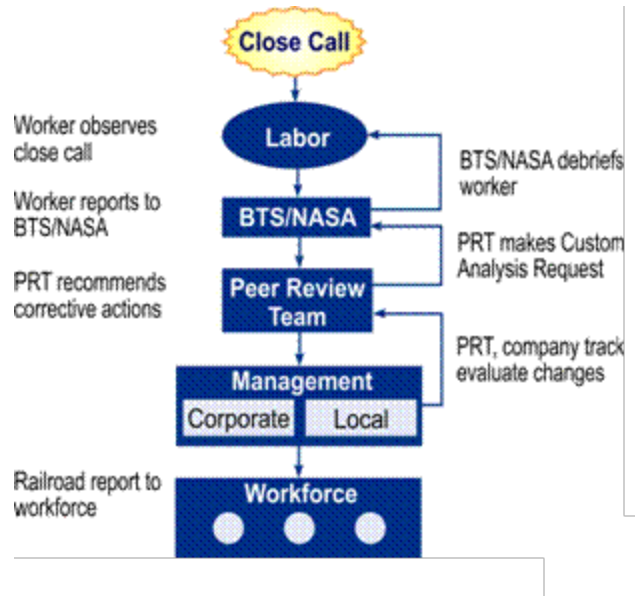 Close Call
Worker observes
close call
Labor
BTS/NASA debriefs
worker
Worker reports to
BTS/NASA
BTS/NASA
PRT makes Custom
Analysis Request
PRT recommends
corrective actions
Peer Review
Team
PRT, company track
evaluate changes
Management
Corporate
Local
Railroad report to
workforce
Workforce